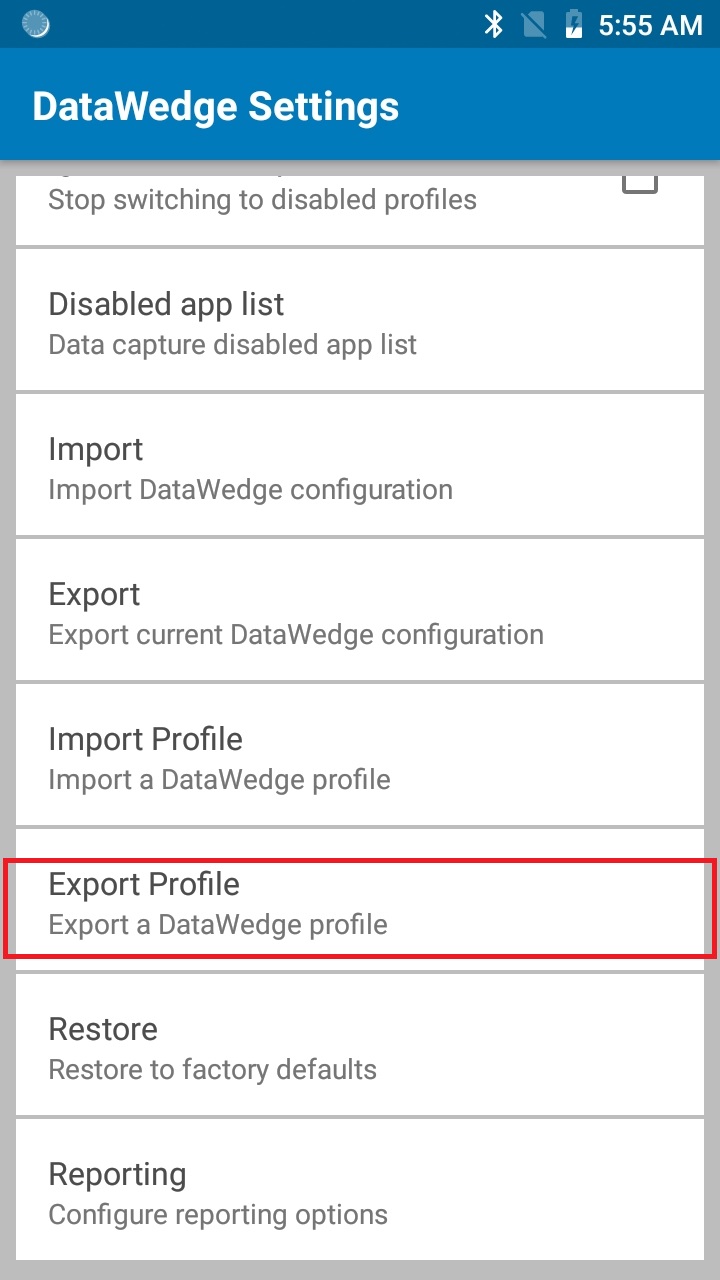 5:55 AM
DataWedge Settings
Stop switching to disabled profiles
Disabled app list
Data capture disabled app list
Import
Import DataWedge configuration
Export
Export current DataWedge configuration
Import Profile
Import a DataWedge profile
Export Profile
Export a DataWedge profile
Restore
Restore to factory defaults
Reporting
Configure reporting options